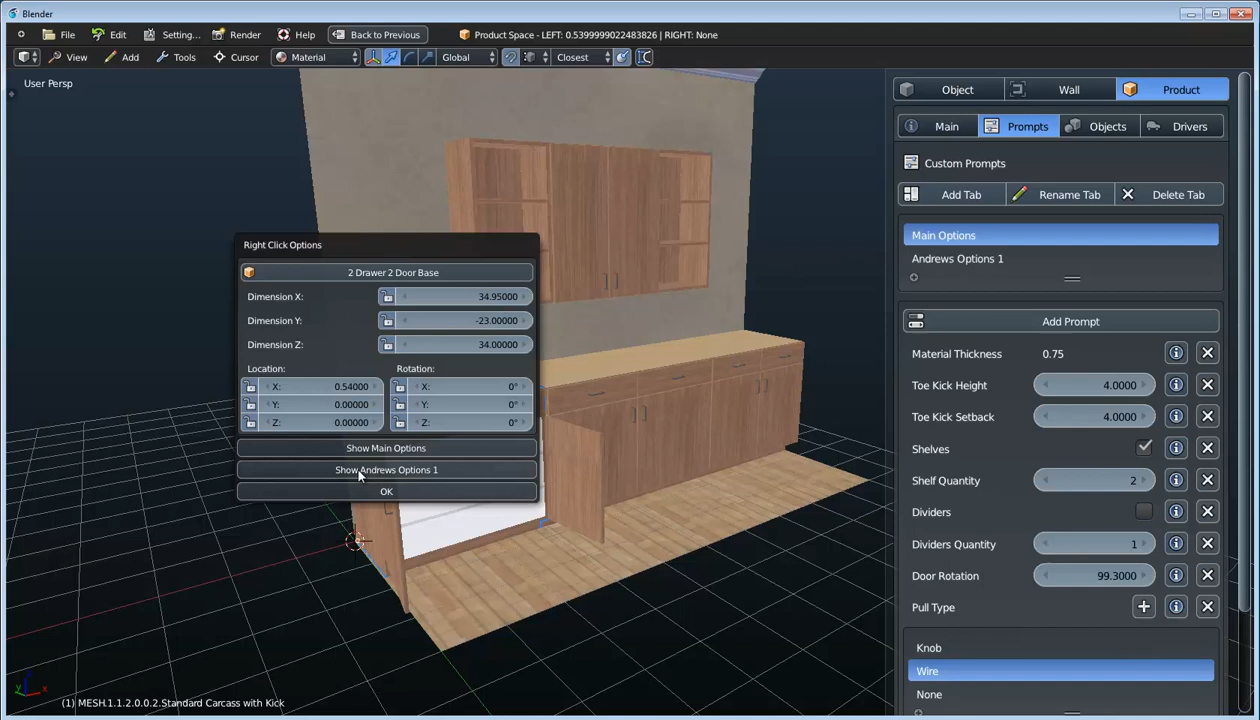 Blender
File Edit Setting... Render Help Back to Previous Product Space - LEFT: 0.5399999022483826 | RIGHT: None
View Add Tools Cursor Material Global Closest
User Persp
Object Wall Product
Main Prompts Objects Drivers
Custom Prompts
Add Tab Rename Tab Delete Tab
Main Options
Andrews Options 1
Add Prompt
Material Thickness 0.75
Toe Kick Height 4.0000
Toe Kick Setback 4.0000
Shelves
Shelf Quantity 2
Dividers
Dividers Quantity 1
Door Rotation 99.3000
Pull Type
Knob
Wire
None
Right Click Options
2 Drawer 2 Door Base
Dimension X: 34.95000
Dimension Y: -23.00000
Dimension Z: 34.00000
Location: Rotation:
X: 0.54000 X: 0°
Y: 0.00000 Y: 0°
Z: 0.00000 Z: 0°
Show Main Options
Show Andrews Options 1
OK
z
y x
(1) MESH.1.1.2.0.0.2.Standard Carcass with Kick